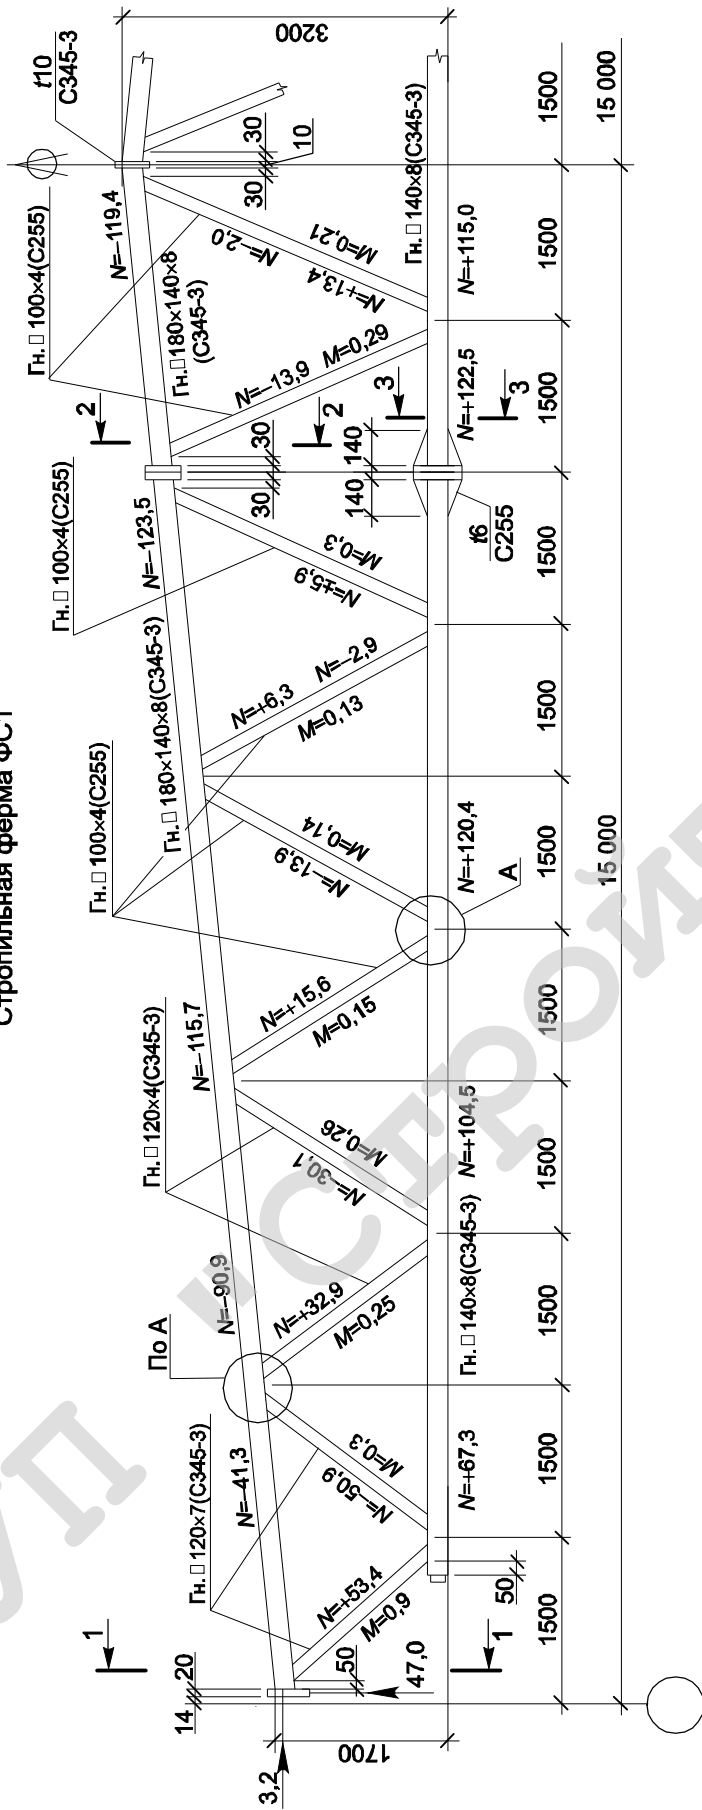 Стропильная ферма ФС1
t10
С345-3
3200
Гн. □ 100×4(С255)
N=–119,4
30
30
10
1500
15 000
Гн. □ 140×8(С345-3)
Гн. □ 180×140×8
(С345-3)
N=–2,0
M=0,21
N=+13,4
N=+115,0
1500
2
N=–13,9
M=0,29
2
3
3
N=+122,5
1500
30
30
140
140
t6
С255
Гн. □ 100×4(С255)
N=–123,5
M=0,3
N=±5,9
1500
Гн. □ 180×140×8(С345-3)
N=+6,3
N=–2,9
M=0,13
1500
Гн. □ 100×4(С255)
M=0,14
N=–13,9
N=+120,4
А
1500
15 000
N=–115,7
N=+15,6
M=0,15
1500
Гн. □ 120×4(С345-3)
M=0,26
N=–30,1
N=+104,5
1500
Гн. □ 140×8(С345-3)
N=–90,9
N=+32,9
M=0,25
1500
По А
Гн. □ 120×7(С345-3)
N=–41,3
M=0,3
N=–50,9
N=+67,3
1500
N=+53,4
M=0,9
50
1500
1
1
20
14
50
47,0
1700
3,2
УП "Стройт